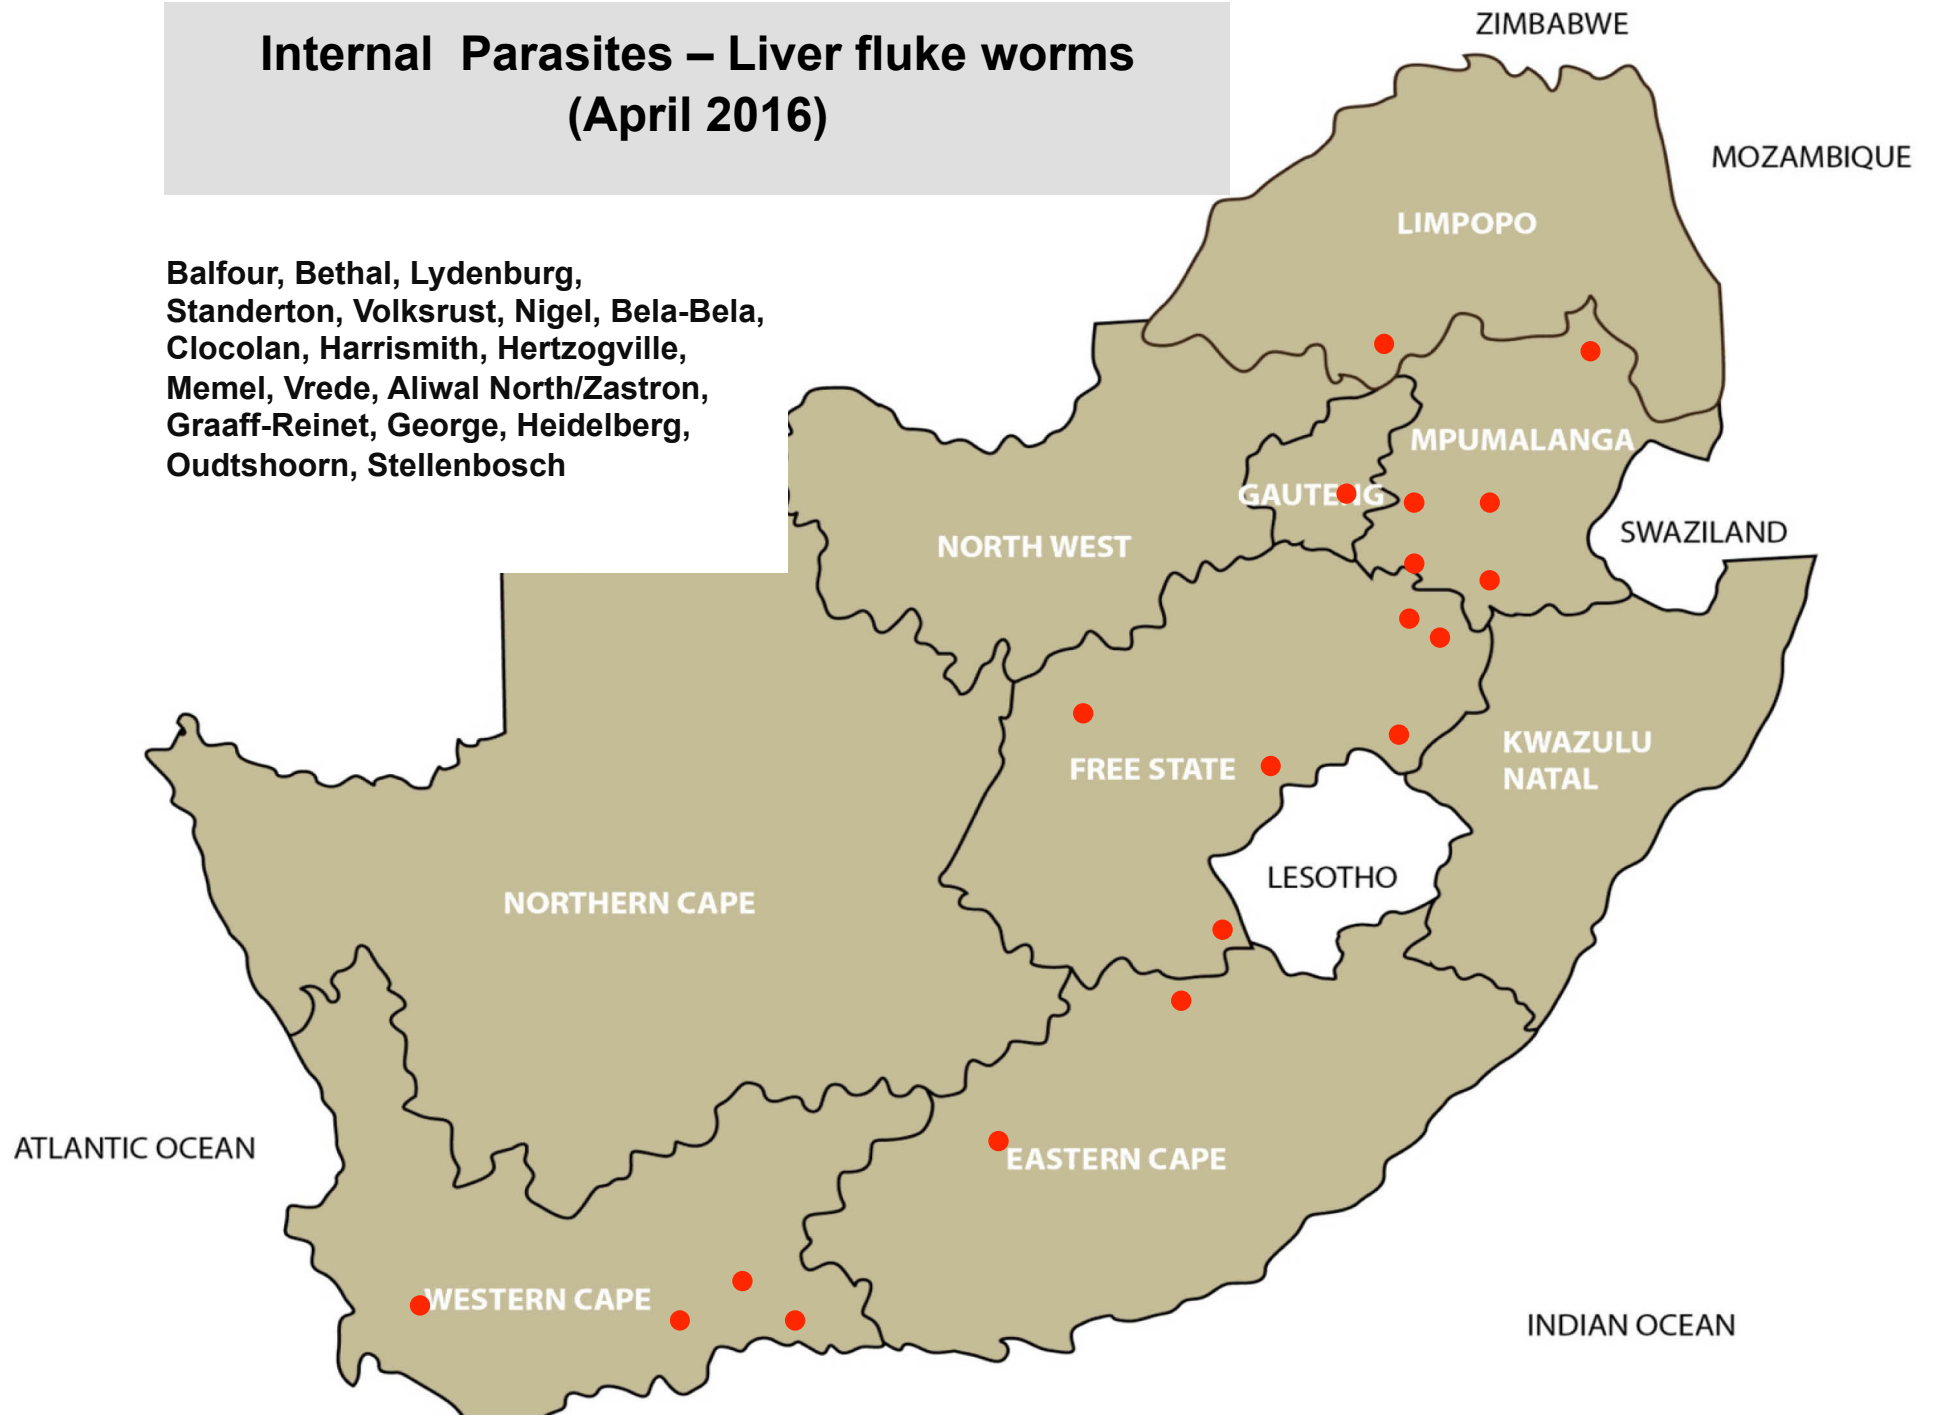 Internal Parasites – Liver fluke worms
(April 2016)
Balfour, Bethal, Lydenburg,
Standerton, Volksrust, Nigel, Bela-Bela,
Clocolan, Harrismith, Hertzogville,
Memel, Vrede, Aliwal North/Zastron,
Graaff-Reinet, George, Heidelberg,
Oudtshoorn, Stellenbosch
ZIMBABWE
MOZAMBIQUE
LIMPOPO
MPUMALANGA
GAUTENG
SWAZILAND
NORTH WEST
KWAZULU
NATAL
FREE STATE
LESOTHO
NORTHERN CAPE
ATLANTIC OCEAN
EASTERN CAPE
WESTERN CAPE
INDIAN OCEAN